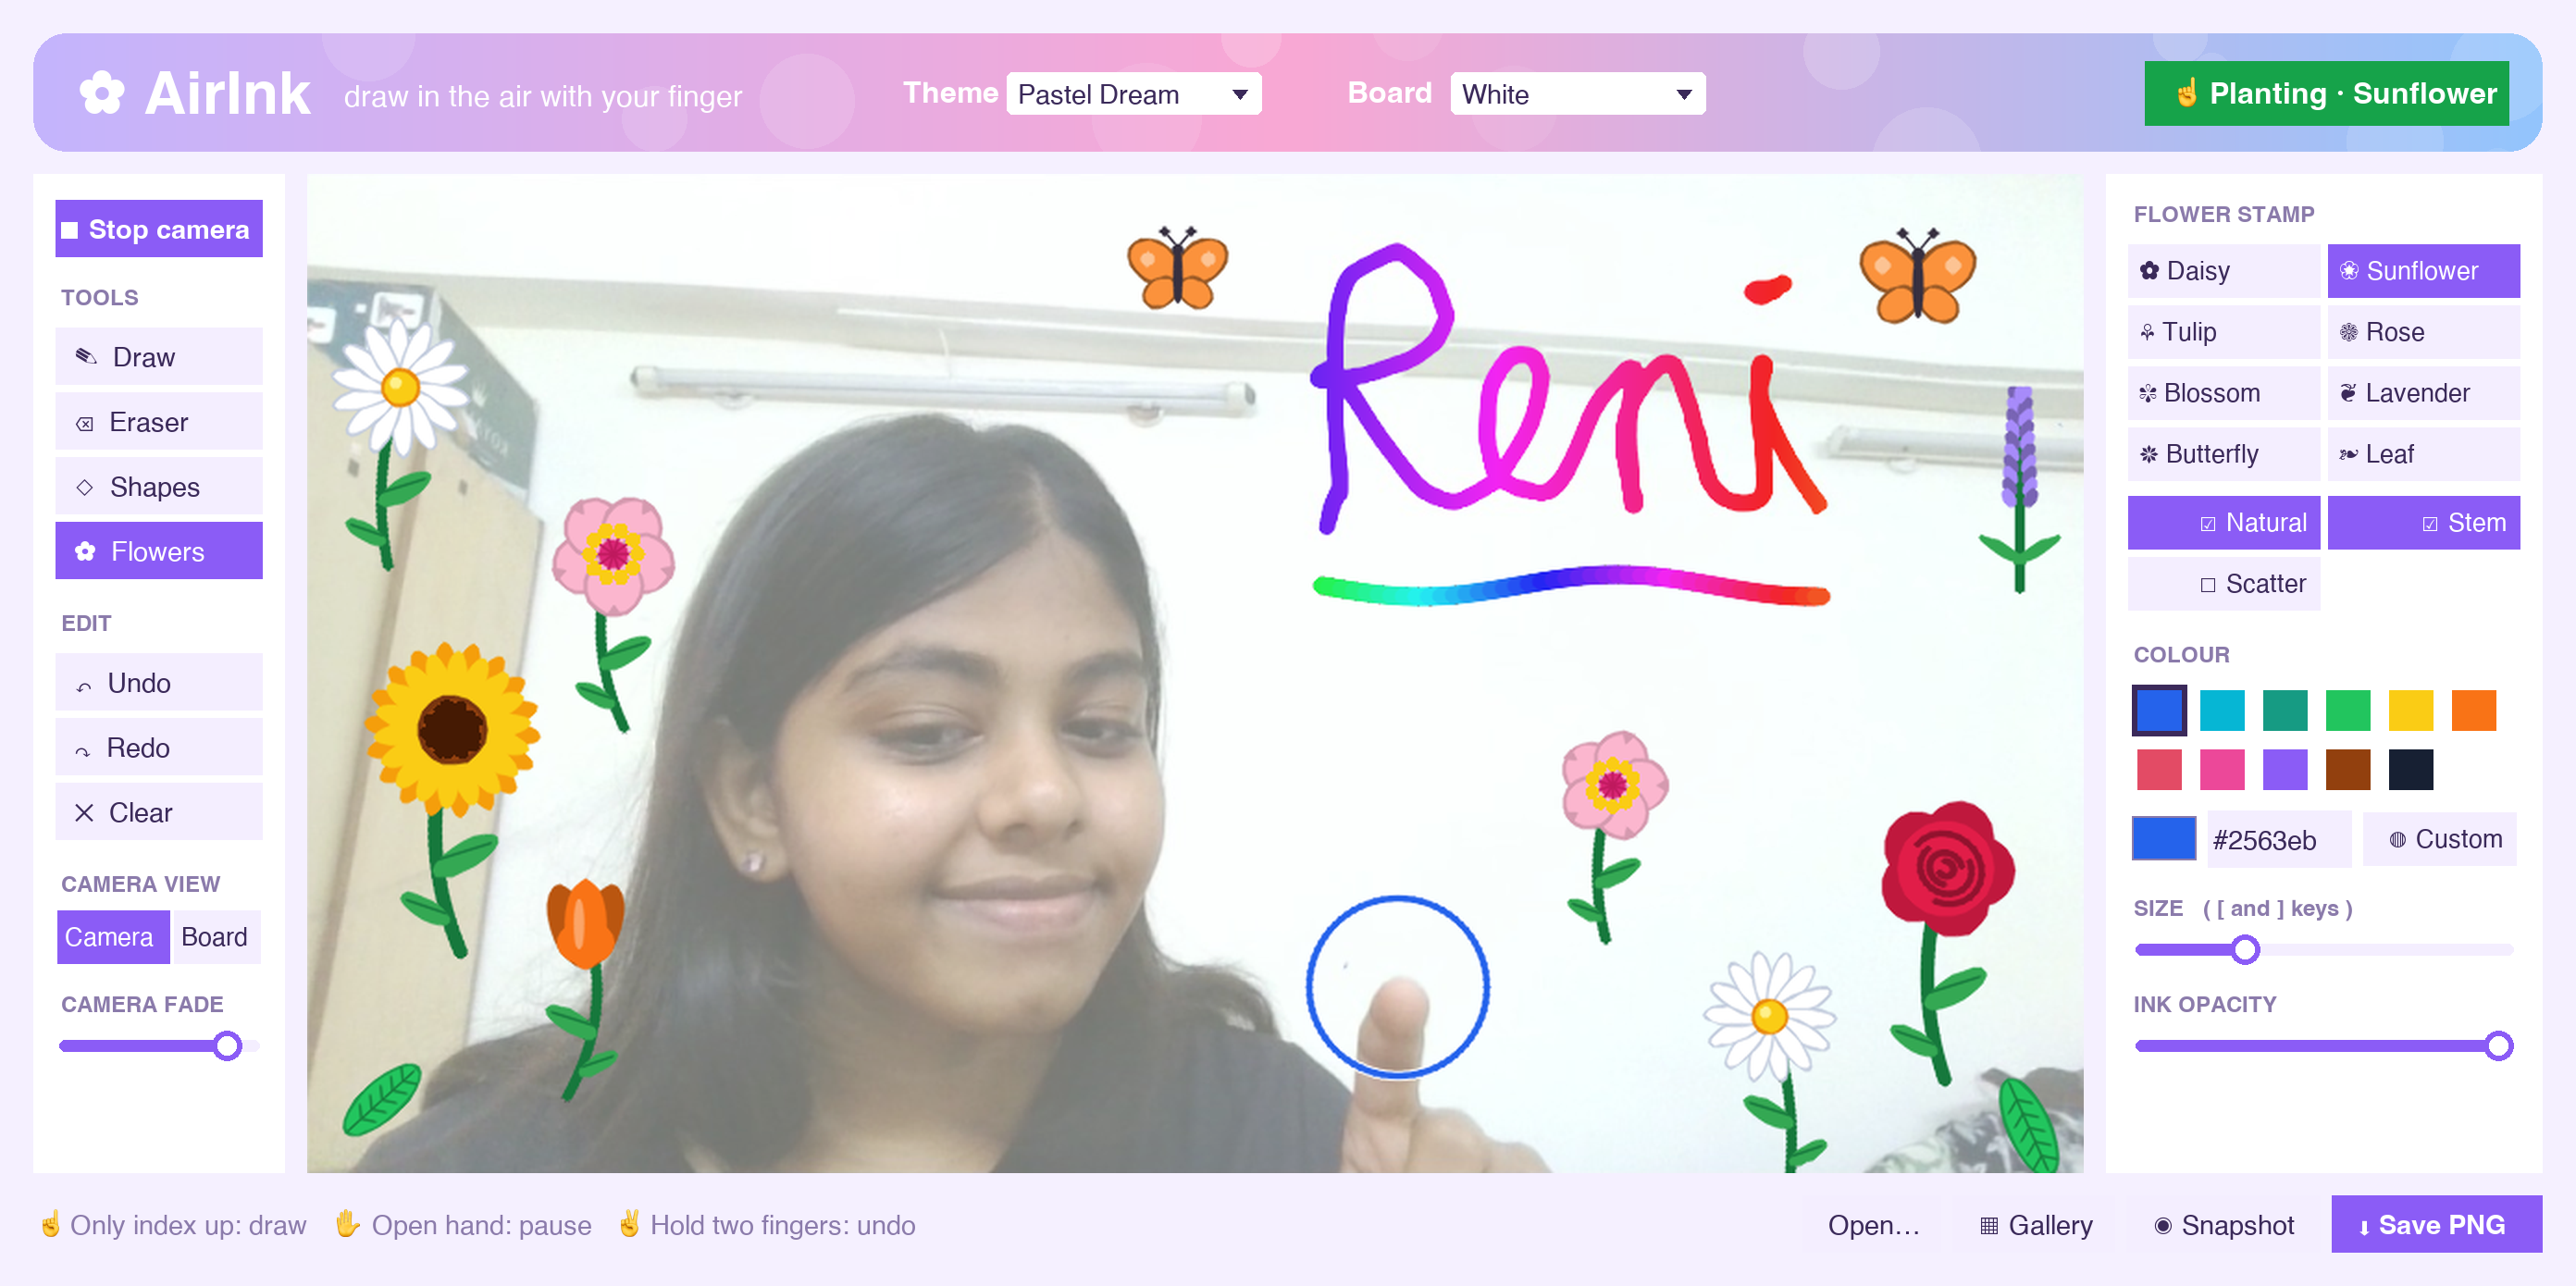 AirInk draw in the air with your finger Theme Pastel Dream Board White Planting · Sunflower
Stop camera
TOOLS
Draw
Eraser
Shapes
Flowers
EDIT
Undo
Redo
Clear
CAMERA VIEW
Camera Board
CAMERA FADE
Reni
FLOWER STAMP
Daisy Sunflower
Tulip Rose
Blossom Lavender
Butterfly Leaf
Natural Stem
Scatter
COLOUR
#2563eb Custom
SIZE ( [ and ] keys )
INK OPACITY
Only index up: draw Open hand: pause Hold two fingers: undo Open... Gallery Snapshot Save PNG